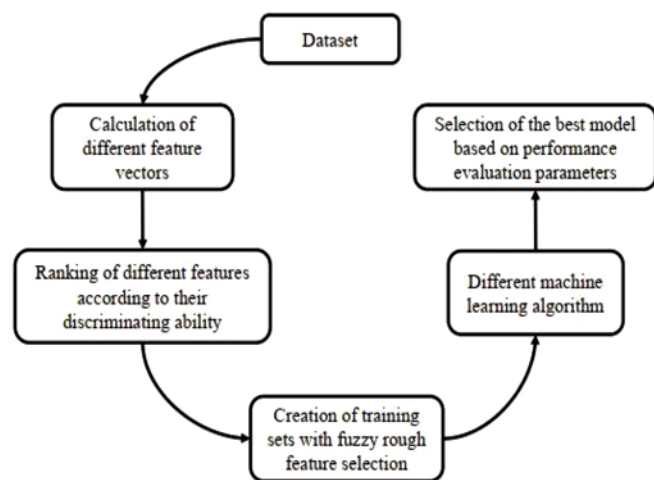 Dataset
Calculation of
different feature
vectors
Ranking of different features
according to their
discriminating ability
Creation of training
sets with fuzzy rough
feature selection
Different machine
learning algorithm
Selection of the best model
based on performance
evaluation parameters